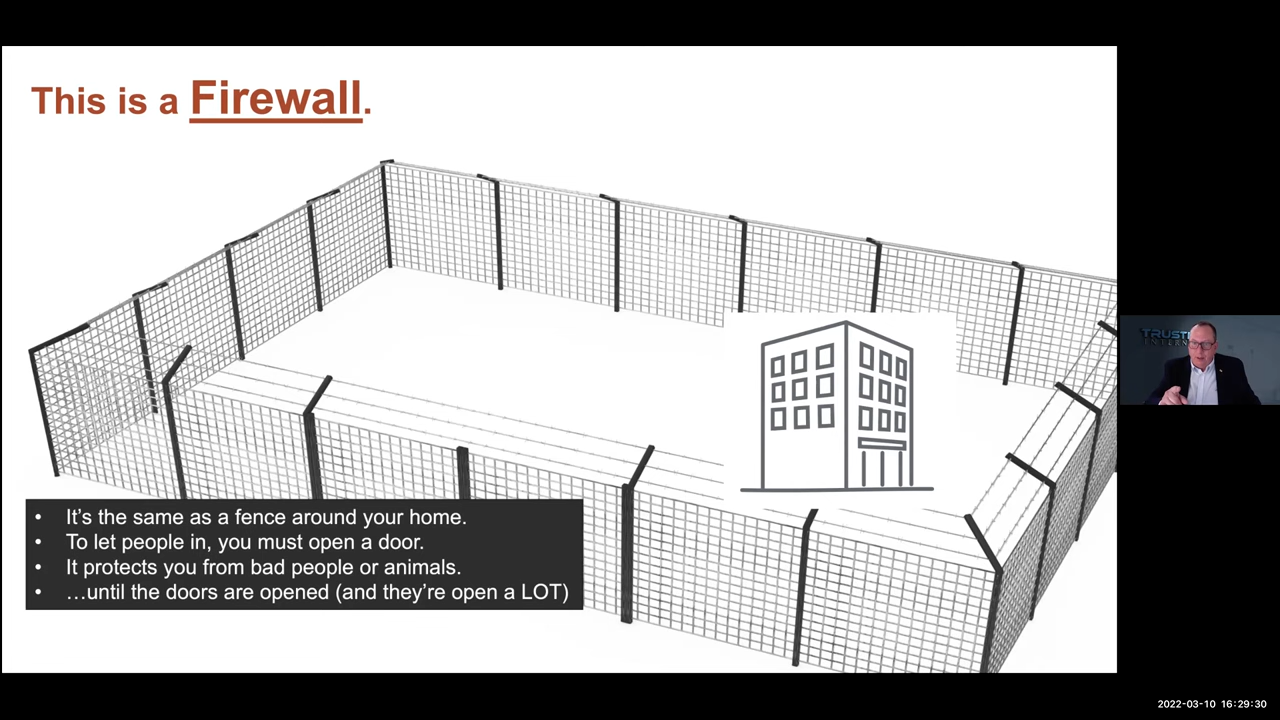 This is a Firewall.
• It's the same as a fence around your home.
• To let people in, you must open a door.
• It protects you from bad people or animals.
• …until the doors are opened (and they're open a LOT)
2022-03-10 16:29:30